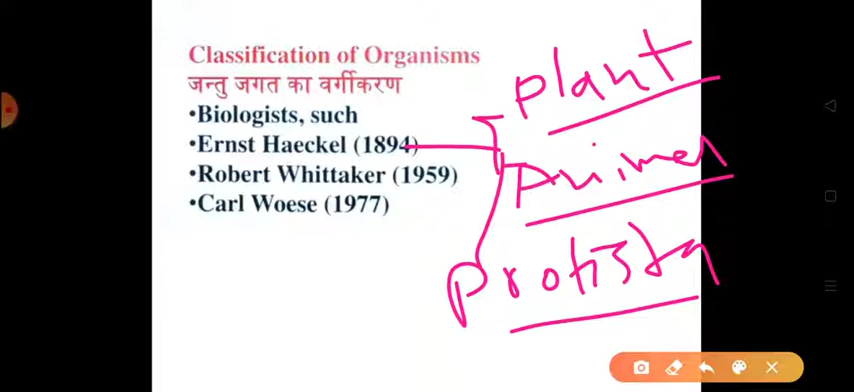 Classification of Organisms
जन्तु जगत का वर्गीकरण
•Biologists, such
•Ernst Haeckel (1894)
•Robert Whittaker (1959)
•Carl Woese (1977)
plant
Animal
Protista